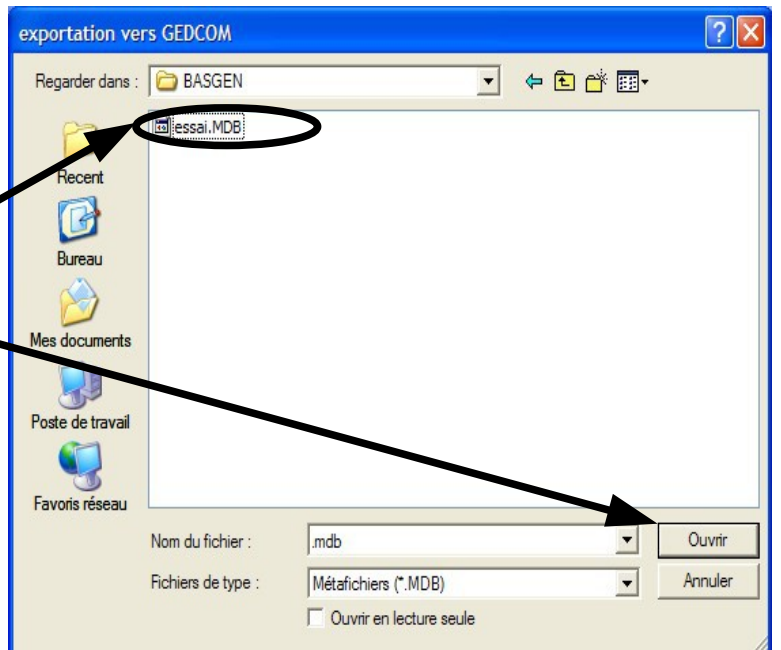 exportation vers GEDCOM
Regarder dans :
BASGEN
essai.MDB
Recent
Bureau
Mes documents
Poste de travail
Favoris réseau
Nom du fichier :
.mdb
Ouvrir
Fichiers de type :
Métafichiers (*.MDB)
Annuler
Ouvrir en lecture seule